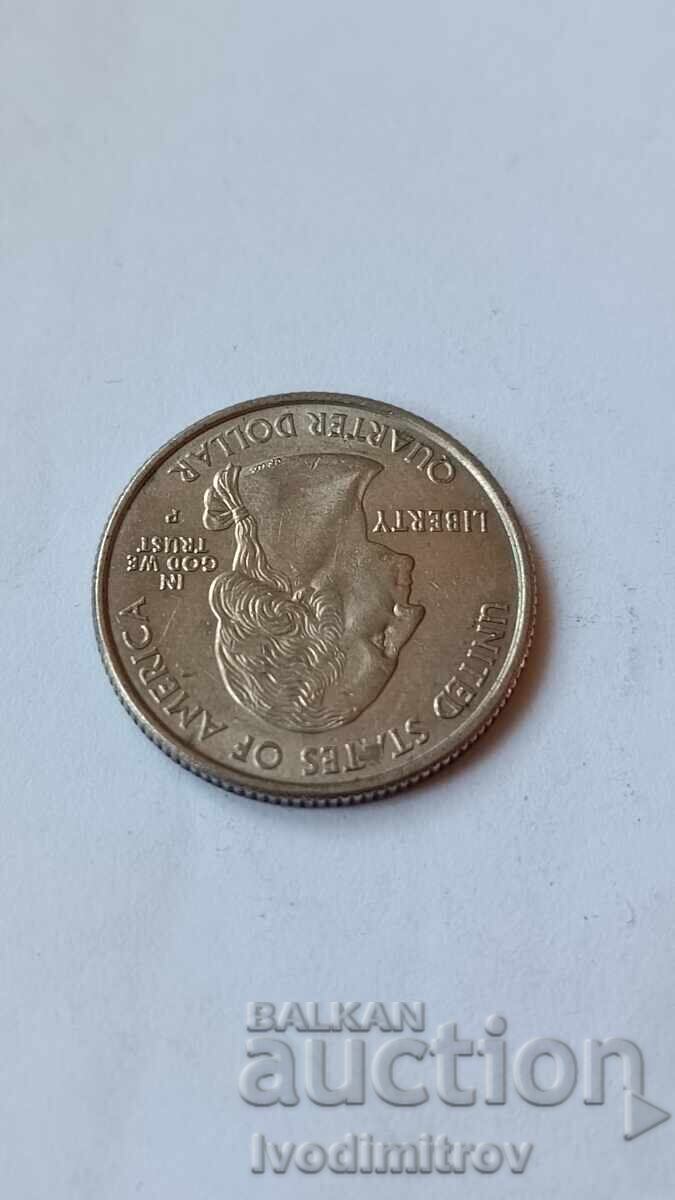 UNITED STATES OF AMERICA
LIBERTY
IN
GOD WE
TRUST
P
QUARTER DOLLAR
BALKAN
auction
Ivodimitrov